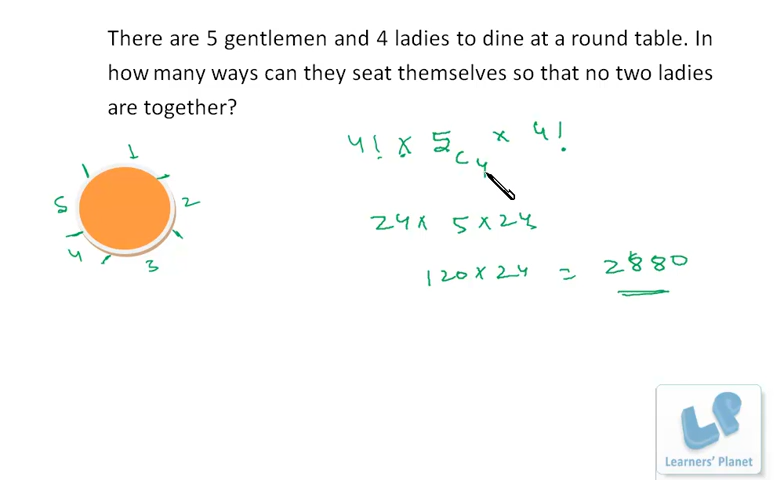 There are 5 gentlemen and 4 ladies to dine at a round table. In
how many ways can they seat themselves so that no two ladies
are together?
4! × 5C4 × 4!
24 × 5 × 24
120 × 24 = 2880
1
5 2
4 3
LP
Learners' Planet